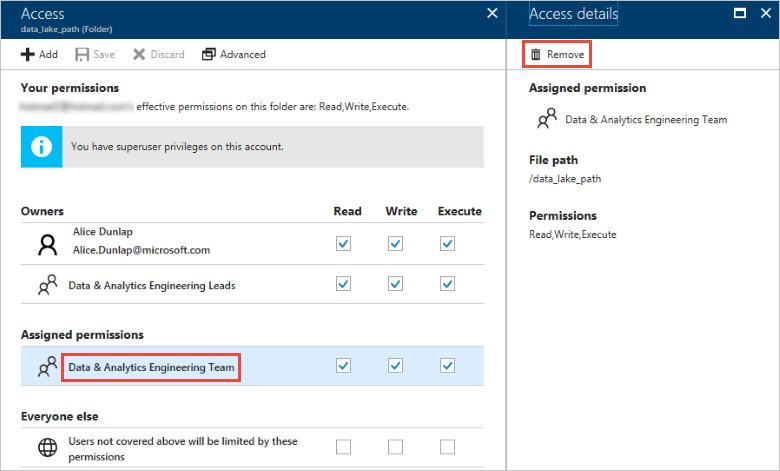 Access
data_lake_path (Folder)
Add Save Discard Advanced
Your permissions
effective permissions on this folder are: Read,Write,Execute.
You have superuser privileges on this account.
Owners Read Write Execute
Alice Dunlap
Alice.Dunlap@microsoft.com
Data & Analytics Engineering Leads
Assigned permissions
Data & Analytics Engineering Team
Everyone else
Users not covered above will be limited by these
permissions
Access details
Remove
Assigned permission
Data & Analytics Engineering Team
File path
/data_lake_path
Permissions
Read,Write,Execute